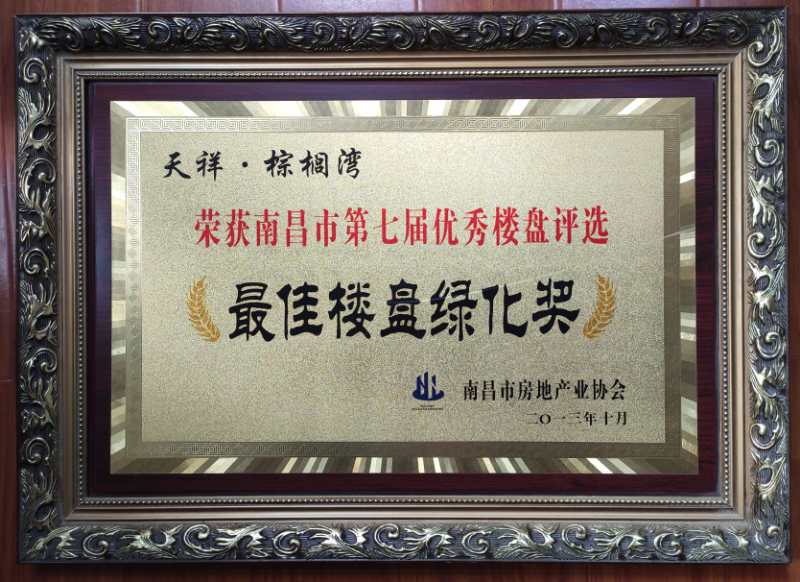 天祥·棕榈湾
荣获南昌市第七届优秀楼盘评选
最佳楼盘绿化奖
南昌市房地产业协会
二〇一三年十月